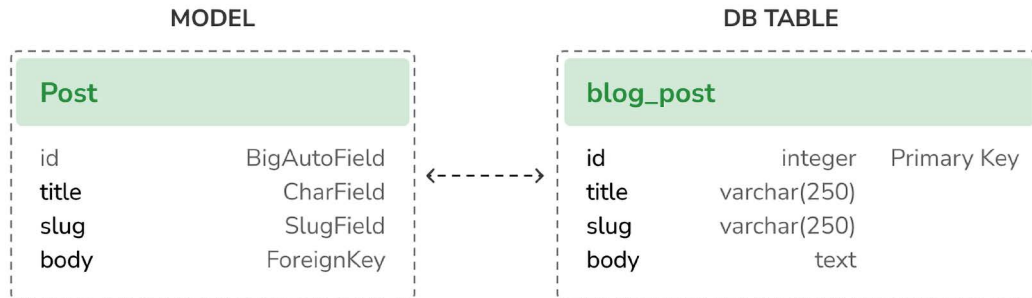 MODEL
DB TABLE
Post
id BigAutoField
title CharField
slug SlugField
body ForeignKey
blog_post
id integer Primary Key
title varchar(250)
slug varchar(250)
body text